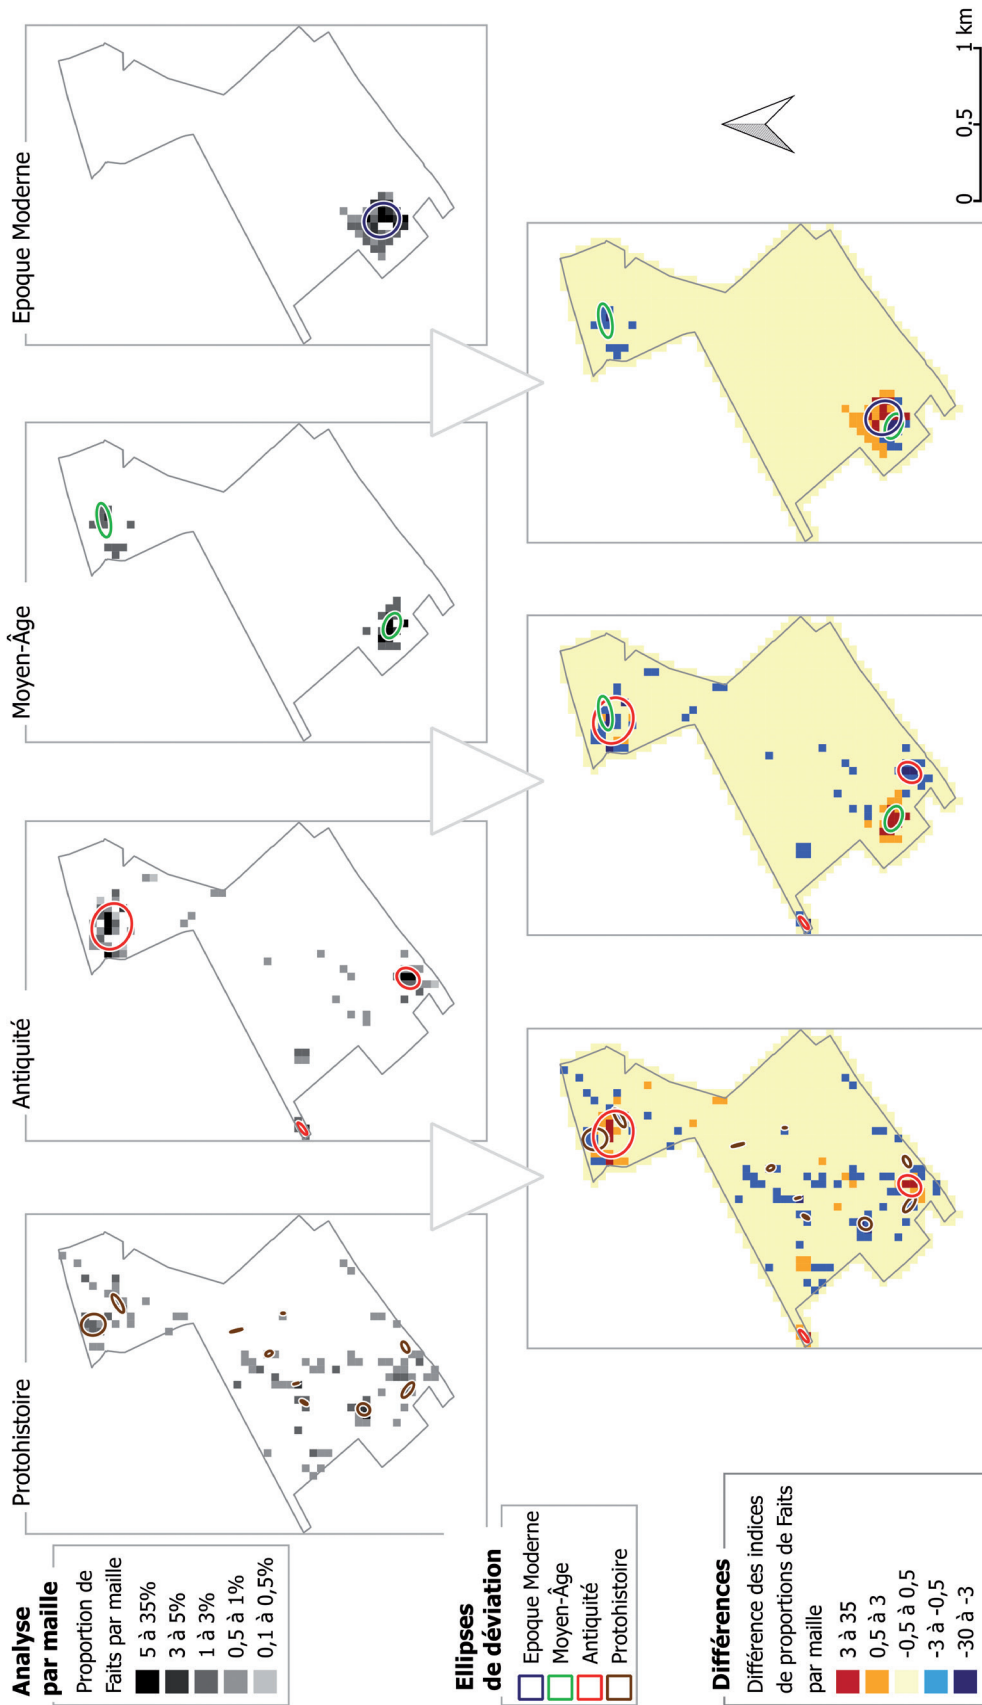 Analyse
par maille
Proportion de
Faits par maille
5 à 35%
3 à 5%
1 à 3%
0,5 à 1%
0,1 à 0,5%
Protohistoire
Antiquité
Moyen-Âge
Epoque Moderne
Ellipses
de déviation
Epoque Moderne
Moyen-Âge
Antiquité
Protohistoire
Différences
Différence des indices
de proportions de Faits
par maille
3 à 35
0,5 à 3
-0,5 à 0,5
-3 à -0,5
-30 à -3
0 0.5 1 km